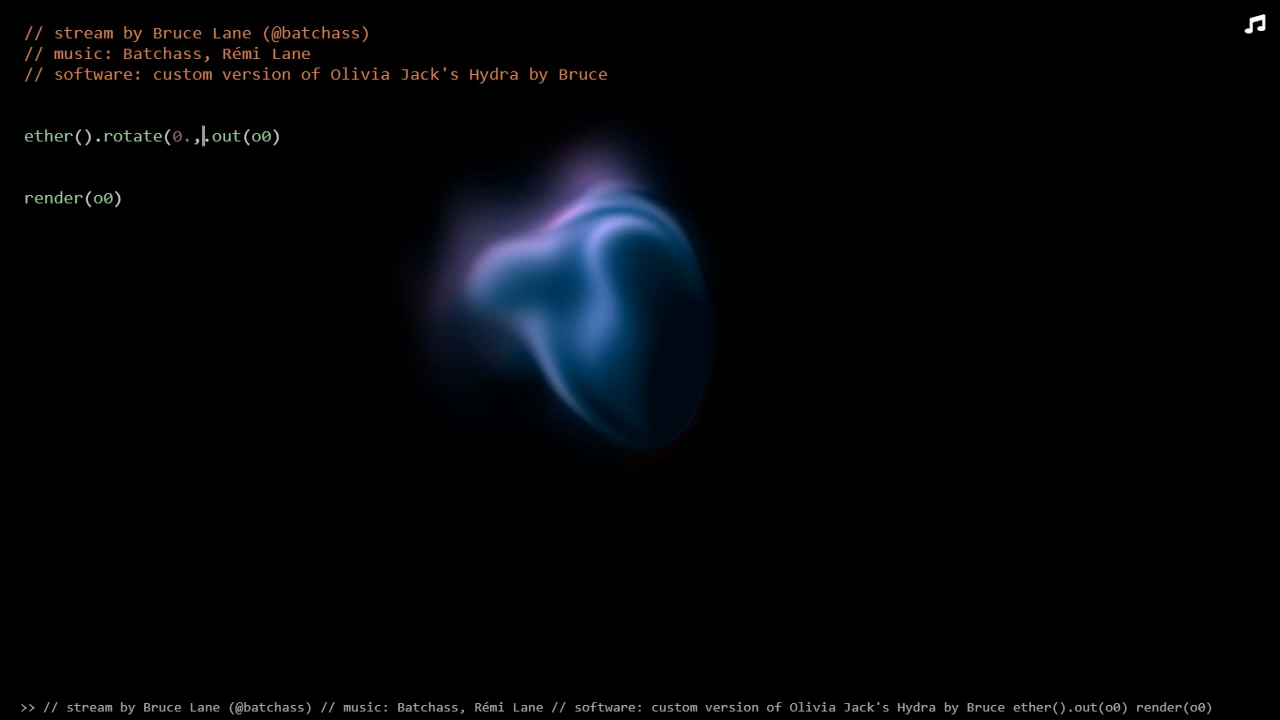 // stream by Bruce Lane (@batchass)
// music: Batchass, Rémi Lane
// software: custom version of Olivia Jack's Hydra by Bruce
ether().rotate(0.,.out(o0)
render(o0)
>> // stream by Bruce Lane (@batchass) // music: Batchass, Rémi Lane // software: custom version of Olivia Jack's Hydra by Bruce ether().out(o0) render(o0)